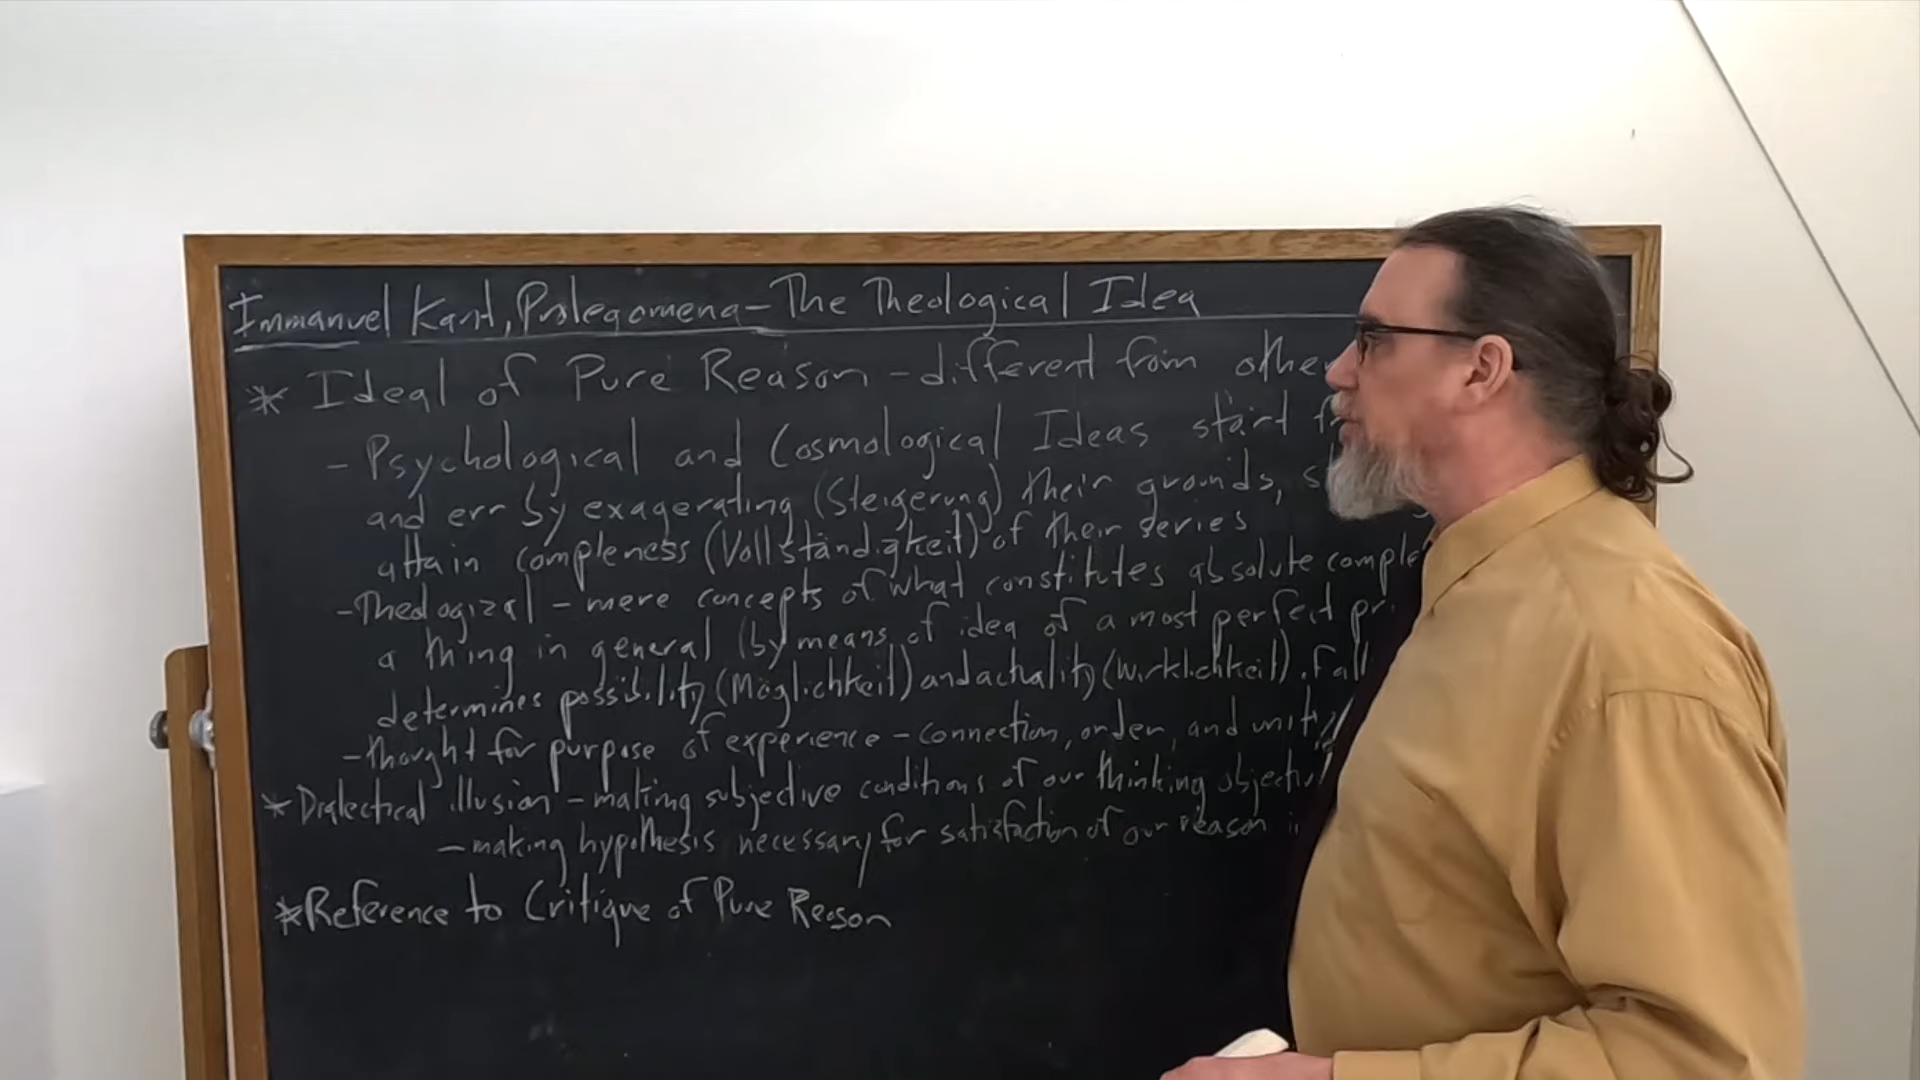 Immanuel Kant, Prolegomena - The Theological Idea
* Ideal of Pure Reason - different from other
- Psychological and Cosmological Ideas start
and err by exagerating (Steigerung) their grounds,
attain compleness (Vollständigkeit) of their series
- Theological - mere concepts of what constitutes absolute
a thing in general (by means of idea of a most perfect
determines possibility (Möglichkeit) and actuality (Wirklichkeit).
- thought for purpose of experience - connection, order, and unity
* Dialectical illusion - making subjective conditions of our thinking
- making hypothesis necessary for satisfaction of our reason
* Reference to Critique of Pure Reason